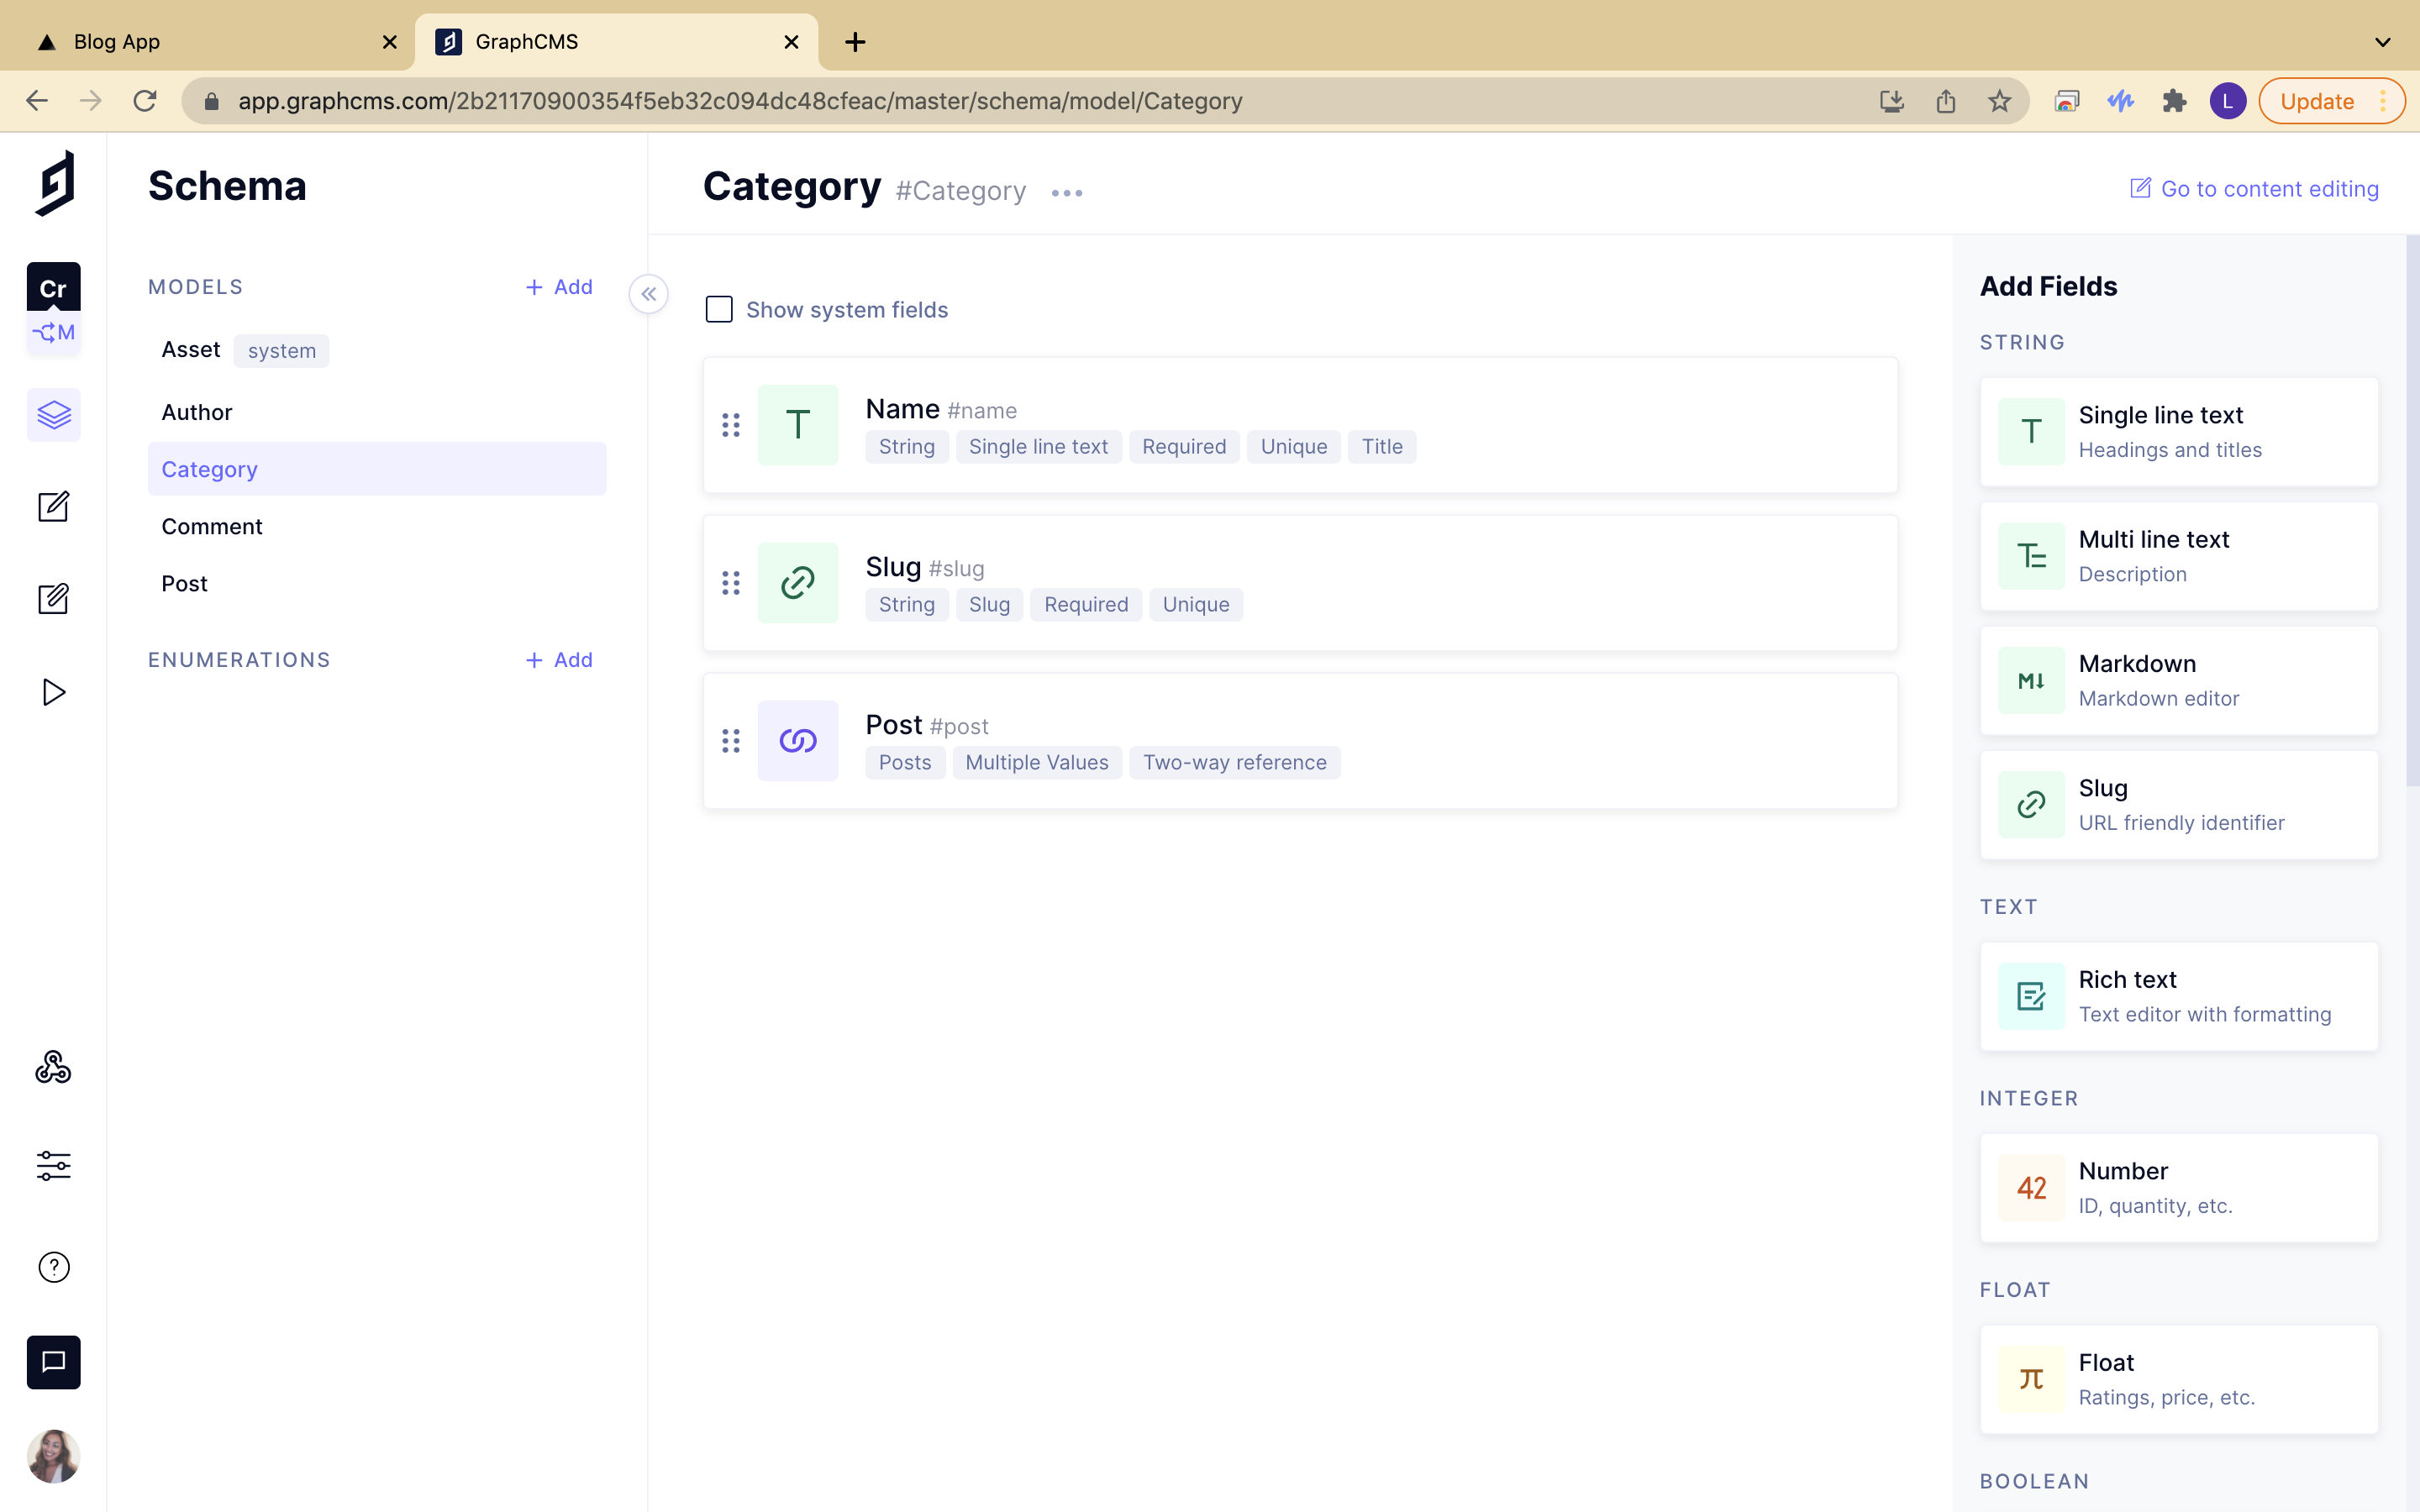 Blog App
GraphCMS
app.graphcms.com/2b21170900354f5eb32c094dc48cfeac/master/schema/model/Category
L
Update
Cr
M
Schema
MODELS
+ Add
Asset system
Author
Category
Comment
Post
ENUMERATIONS
+ Add
Category #Category
Go to content editing
Show system fields
T
Name #name
String Single line text Required Unique Title
Slug #slug
String Slug Required Unique
Post #post
Posts Multiple Values Two-way reference
Add Fields
STRING
T
Single line text
Headings and titles
Multi line text
Description
M↓
Markdown
Markdown editor
Slug
URL friendly identifier
TEXT
Rich text
Text editor with formatting
INTEGER
42
Number
ID, quantity, etc.
FLOAT
π
Float
Ratings, price, etc.
BOOLEAN
?